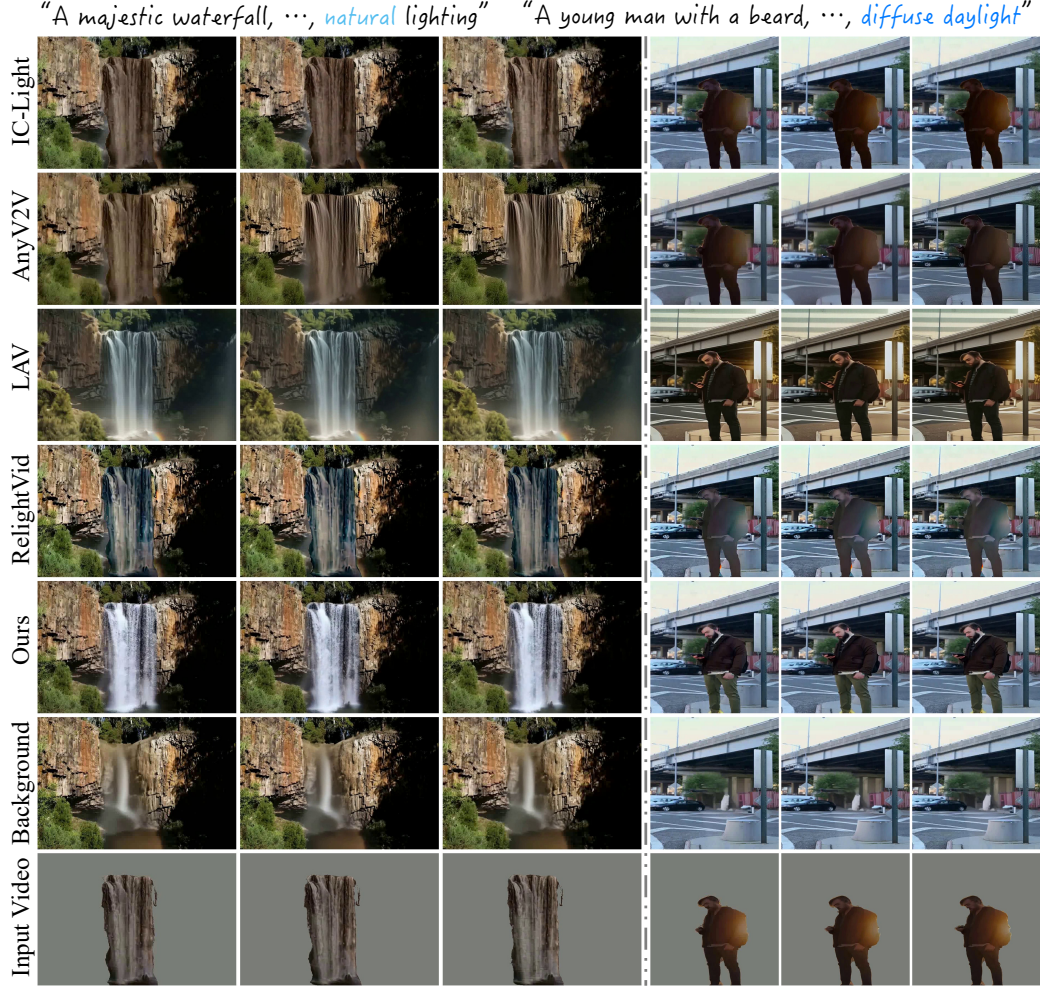 “A majestic waterfall, ···, natural lighting”
“A young man with a beard, ···, diffuse daylight”
IC-Light
AnyV2V
LAV
RelightVid
Ours
Background
Input Video